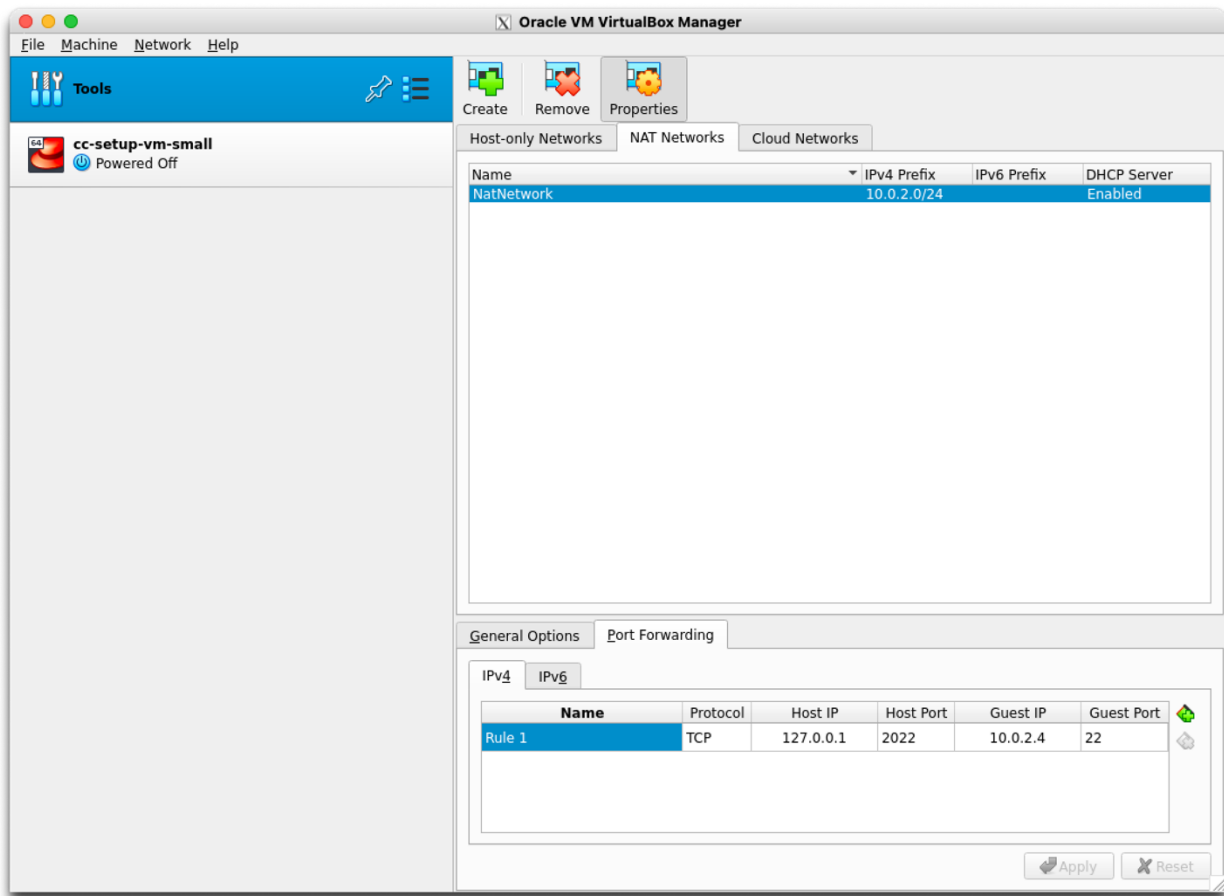 Oracle VM VirtualBox Manager
File Machine Network Help
Tools
Create Remove Properties
64
cc-setup-vm-small
Powered Off
Host-only Networks NAT Networks Cloud Networks
Name IPv4 Prefix IPv6 Prefix DHCP Server
NatNetwork 10.0.2.0/24 Enabled
General Options Port Forwarding
IPv4 IPv6
Name Protocol Host IP Host Port Guest IP Guest Port
Rule 1 TCP 127.0.0.1 2022 10.0.2.4 22
Apply Reset